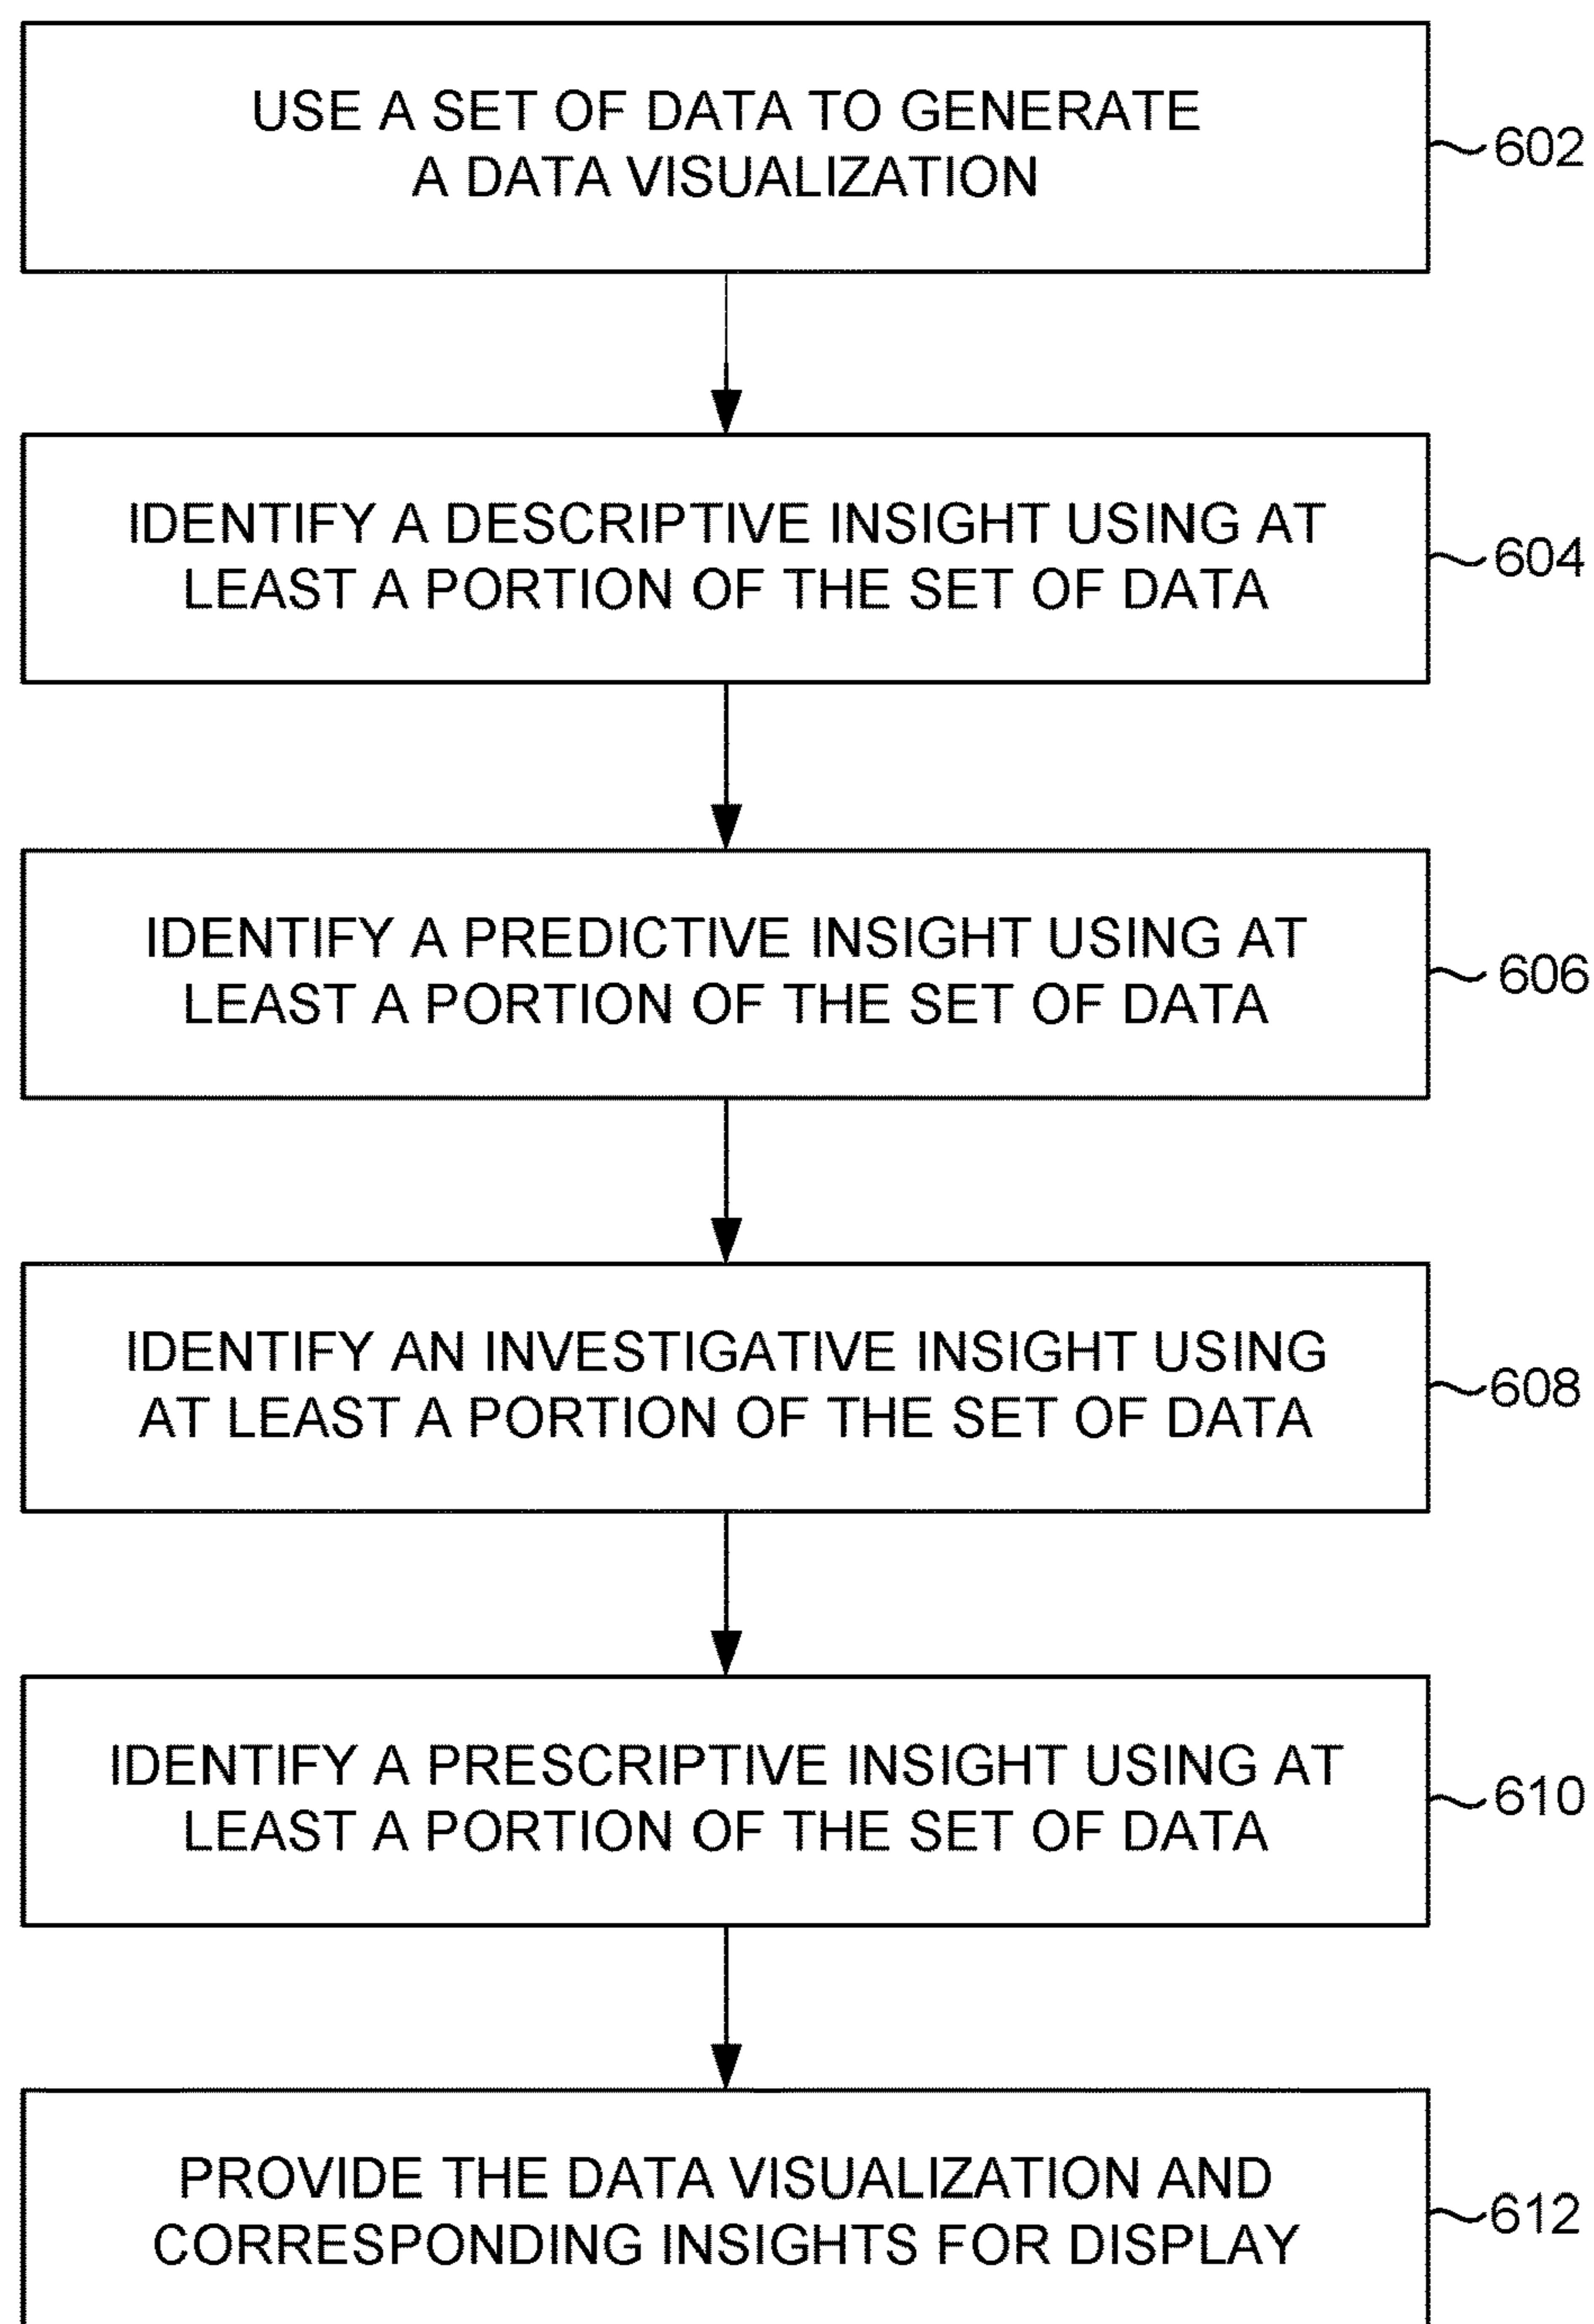 USE A SET OF DATA TO GENERATE
A DATA VISUALIZATION
602
IDENTIFY A DESCRIPTIVE INSIGHT USING AT
LEAST A PORTION OF THE SET OF DATA
604
IDENTIFY A PREDICTIVE INSIGHT USING AT
LEAST A PORTION OF THE SET OF DATA
606
IDENTIFY AN INVESTIGATIVE INSIGHT USING
AT LEAST A PORTION OF THE SET OF DATA
608
IDENTIFY A PRESCRIPTIVE INSIGHT USING AT
LEAST A PORTION OF THE SET OF DATA
610
PROVIDE THE DATA VISUALIZATION AND
CORRESPONDING INSIGHTS FOR DISPLAY
612